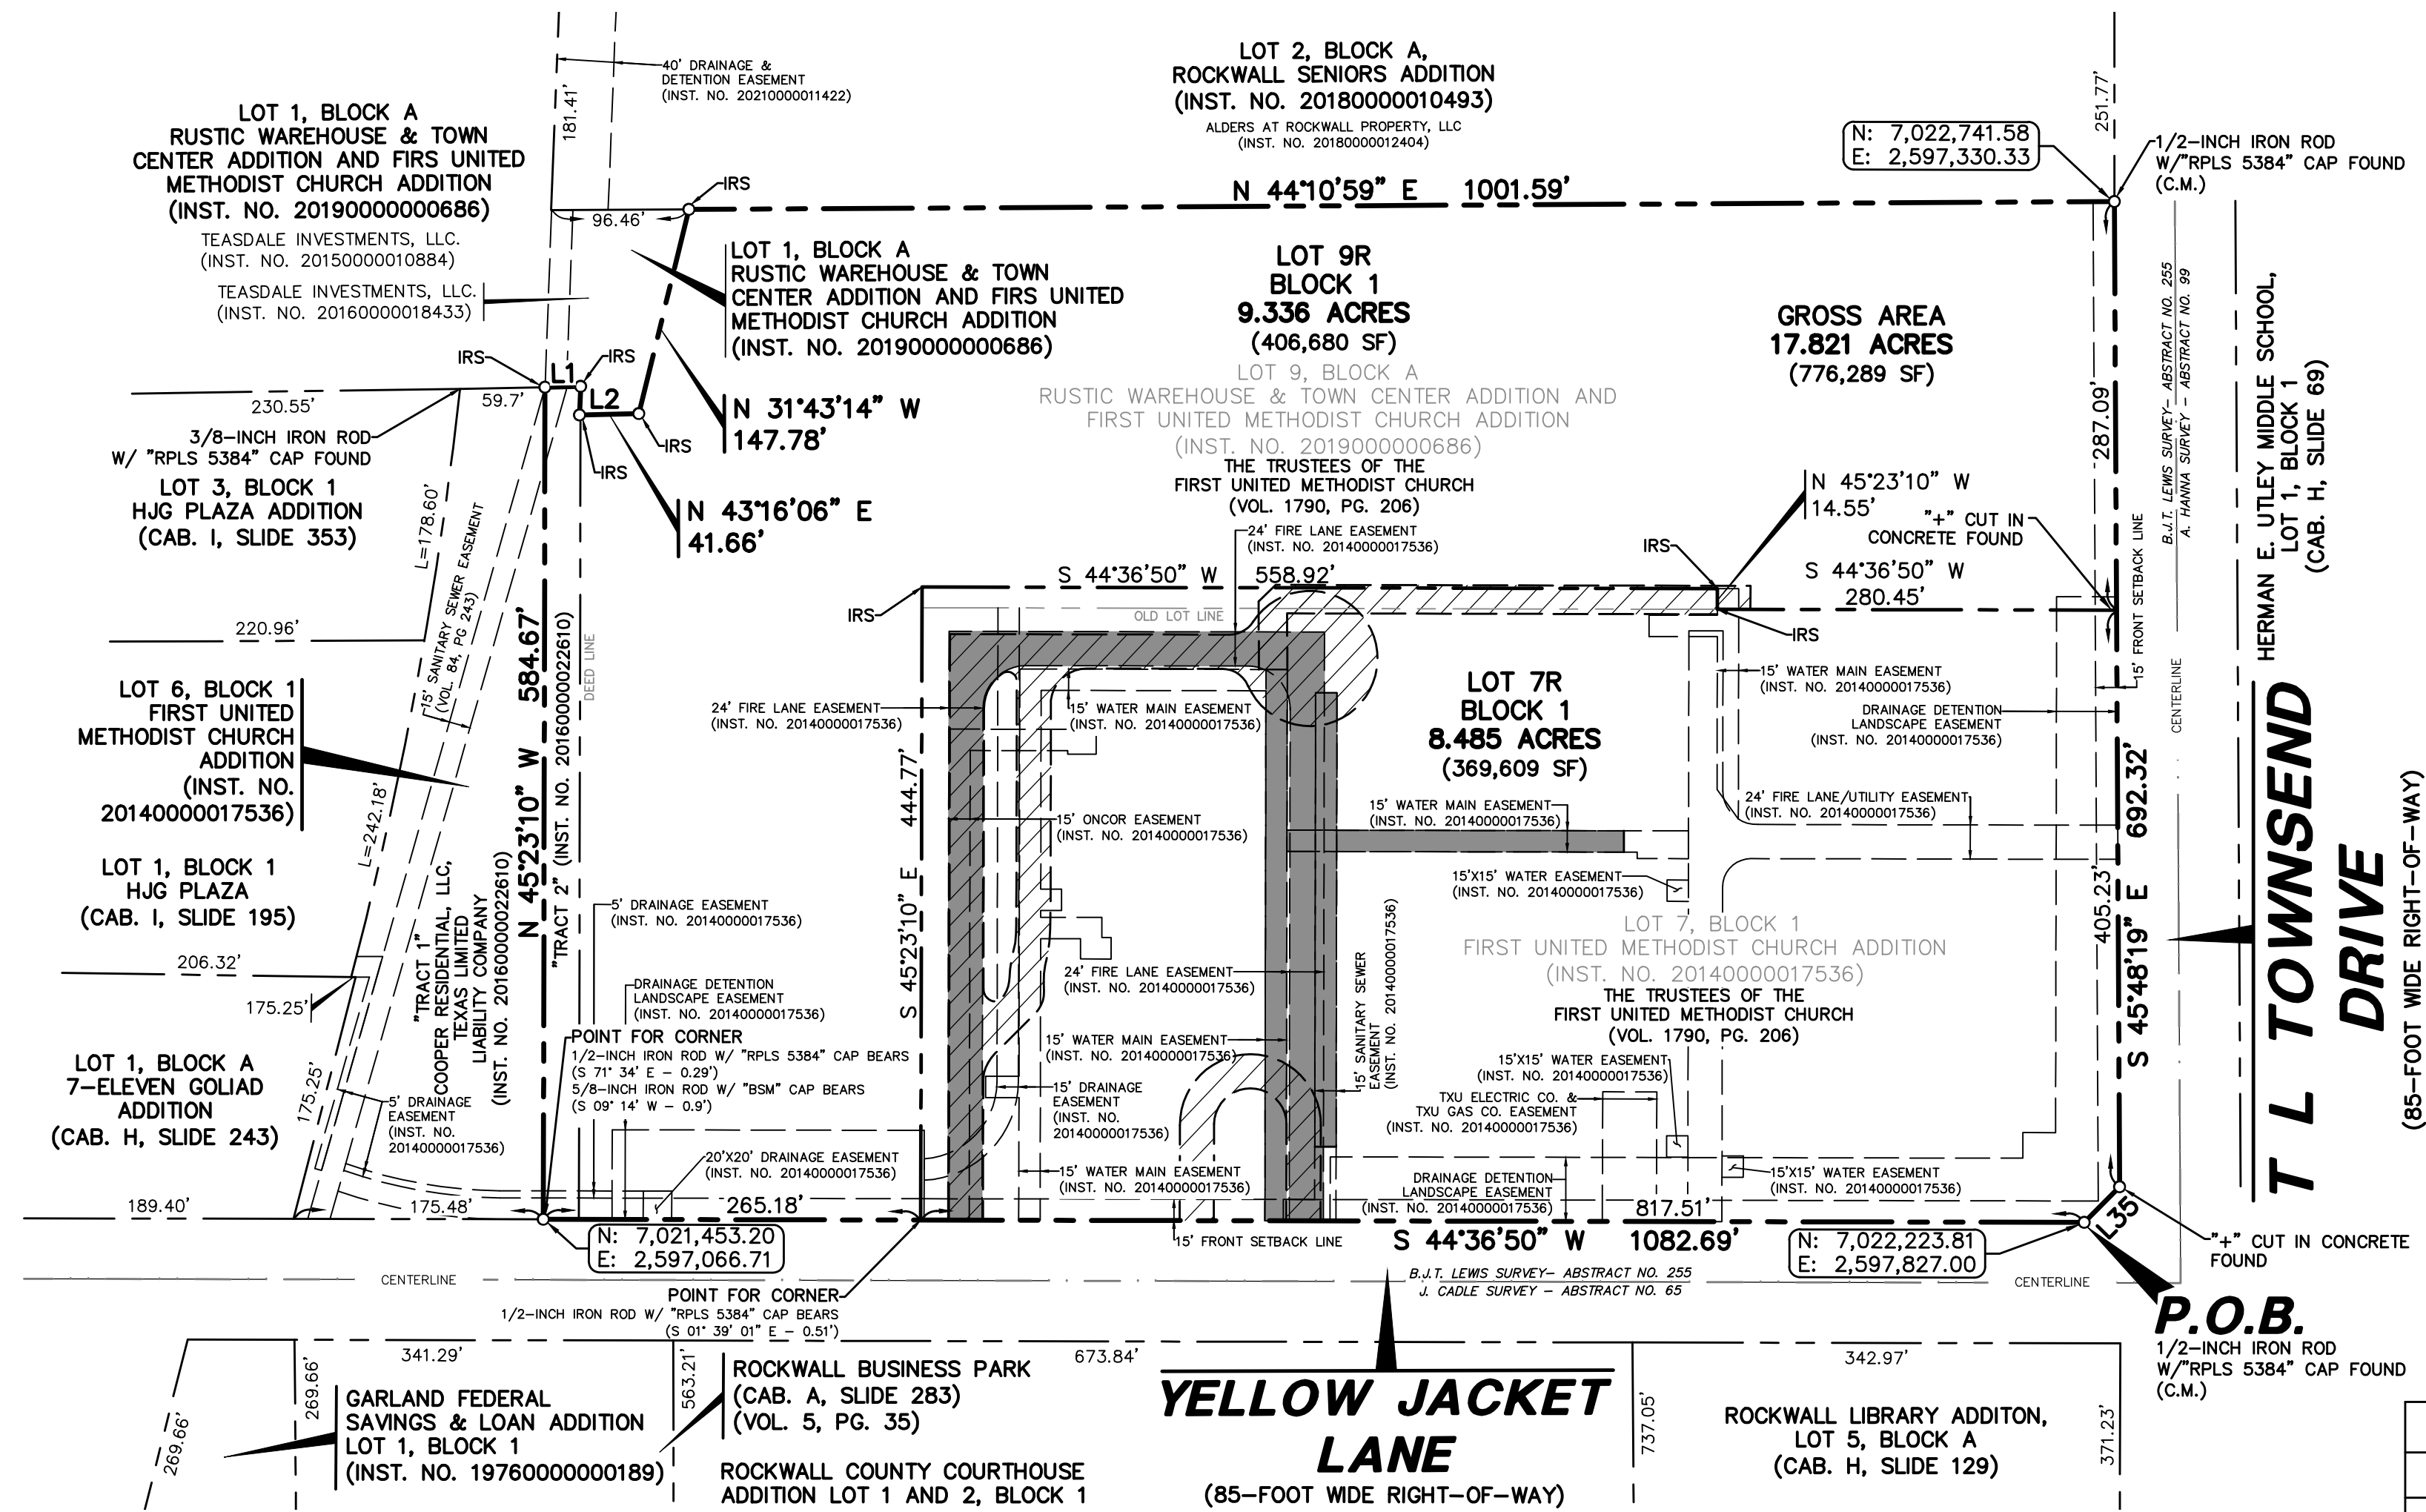 40' DRAINAGE &
DETENTION EASEMENT
(INST. NO. 20210000011422)
181.41'
LOT 2, BLOCK A,
ROCKWALL SENIORS ADDITION
(INST. NO. 20180000010493)
ALDERS AT ROCKWALL PROPERTY, LLC
(INST. NO. 20180000012404)
251.77'
N: 7,022,741.58
E: 2,597,330.33
1/2-INCH IRON ROD
W/"RPLS 5384" CAP FOUND
(C.M.)
LOT 1, BLOCK A
RUSTIC WAREHOUSE & TOWN
CENTER ADDITION AND FIRS UNITED
METHODIST CHURCH ADDITION
(INST. NO. 20190000000686)
TEASDALE INVESTMENTS, LLC.
(INST. NO. 20150000010884)
TEASDALE INVESTMENTS, LLC.
(INST. NO. 20160000018433)
IRS
96.46'
N 44°10'59" E 1001.59'
LOT 1, BLOCK A
RUSTIC WAREHOUSE & TOWN
CENTER ADDITION AND FIRS UNITED
METHODIST CHURCH ADDITION
(INST. NO. 20190000000686)
LOT 9R
BLOCK 1
9.336 ACRES
(406,680 SF)
LOT 9, BLOCK A
RUSTIC WAREHOUSE & TOWN CENTER ADDITION AND
FIRST UNITED METHODIST CHURCH ADDITION
(INST. NO. 2019000000686)
THE TRUSTEES OF THE
FIRST UNITED METHODIST CHURCH
(VOL. 1790, PG. 206)
GROSS AREA
17.821 ACRES
(776,289 SF)
287.09'
B.J.T. LEWIS SURVEY- ABSTRACT NO. 255
A. HANNA SURVEY - ABSTRACT NO. 99
HERMAN E. UTLEY MIDDLE SCHOOL,
LOT 1, BLOCK 1
(CAB. H, SLIDE 69)
IRS
IRS
L1
L2
IRS
IRS
230.55'
59.7'
3/8-INCH IRON ROD
W/ "RPLS 5384" CAP FOUND
N 31°43'14" W
147.78'
N 43°16'06" E
41.66'
LOT 3, BLOCK 1
HJG PLAZA ADDITION
(CAB. I, SLIDE 353)
L=178.60'
15' SANITARY SEWER EASEMENT
(VOL. 84, PG 243)
220.96'
N 45°23'10" W
14.55'
"+" CUT IN
CONCRETE FOUND
IRS
S 44°36'50" W
280.45'
IRS
24' FIRE LANE EASEMENT
(INST. NO. 20140000017536)
S 44°36'50" W 558.92'
IRS
OLD LOT LINE
15' FRONT SETBACK LINE
CENTERLINE
DEED LINE
N 45°23'10" W 584.67'
"TRACT 2" (INST. NO. 20160000022610)
LOT 6, BLOCK 1
FIRST UNITED
METHODIST CHURCH
ADDITION
(INST. NO.
20140000017536)
L=242.18'
24' FIRE LANE EASEMENT
(INST. NO. 20140000017536)
15' WATER MAIN EASEMENT
(INST. NO. 20140000017536)
LOT 7R
BLOCK 1
8.485 ACRES
(369,609 SF)
15' WATER MAIN EASEMENT
(INST. NO. 20140000017536)
DRAINAGE DETENTION
LANDSCAPE EASEMENT
(INST. NO. 20140000017536)
S 45°23'10" E 444.77'
15' ONCOR EASEMENT
(INST. NO. 20140000017536)
15' WATER MAIN EASEMENT
(INST. NO. 20140000017536)
24' FIRE LANE/UTILITY EASEMENT
(INST. NO. 20140000017536)
15'X15' WATER EASEMENT
(INST. NO. 20140000017536)
S 45°48'19" E 692.32'
405.23'
T L TOWNSEND
DRIVE
(85-FOOT WIDE RIGHT-OF-WAY)
LOT 1, BLOCK 1
HJG PLAZA
(CAB. I, SLIDE 195)
206.32'
175.25'
175.25'
"TRACT 1"
COOPER RESIDENTIAL, LLC,
TEXAS LIMITED
LIABILITY COMPANY
(INST. NO. 20160000022610)
5' DRAINAGE EASEMENT
(INST. NO. 20140000017536)
DRAINAGE DETENTION
LANDSCAPE EASEMENT
(INST. NO. 20140000017536)
POINT FOR CORNER
1/2-INCH IRON ROD W/ "RPLS 5384" CAP BEARS
(S 71° 34' E - 0.29')
5/8-INCH IRON ROD W/ "BSM" CAP BEARS
(S 09° 14' W - 0.9')
24' FIRE LANE EASEMENT
(INST. NO. 20140000017536)
15' WATER MAIN EASEMENT
(INST. NO. 20140000017536)
15' SANITARY SEWER
EASEMENT
(INST. NO. 20140000017536)
LOT 7, BLOCK 1
FIRST UNITED METHODIST CHURCH ADDITION
(INST. NO. 20140000017536)
THE TRUSTEES OF THE
FIRST UNITED METHODIST CHURCH
(VOL. 1790, PG. 206)
LOT 1, BLOCK A
7-ELEVEN GOLIAD
ADDITION
(CAB. H, SLIDE 243)
5' DRAINAGE
EASEMENT
(INST. NO.
20140000017536)
15' DRAINAGE
EASEMENT
(INST. NO.
20140000017536)
15'X15' WATER EASEMENT
(INST. NO. 20140000017536)
TXU ELECTRIC CO. &
TXU GAS CO. EASEMENT
(INST. NO. 20140000017536)
20'X20' DRAINAGE EASEMENT
(INST. NO. 20140000017536)
15' WATER MAIN EASEMENT
(INST. NO. 20140000017536)
DRAINAGE DETENTION
LANDSCAPE EASEMENT
(INST. NO. 20140000017536)
15'X15' WATER EASEMENT
(INST. NO. 20140000017536)
189.40'
175.48'
265.18'
817.51'
L35
N: 7,021,453.20
E: 2,597,066.71
15' FRONT SETBACK LINE
S 44°36'50" W 1082.69'
N: 7,022,223.81
E: 2,597,827.00
"+" CUT IN CONCRETE
FOUND
CENTERLINE
B.J.T. LEWIS SURVEY- ABSTRACT NO. 255
J. CADLE SURVEY - ABSTRACT NO. 65
CENTERLINE
POINT FOR CORNER
1/2-INCH IRON ROD W/ "RPLS 5384" CAP BEARS
(S 01° 39' 01" E - 0.51')
P.O.B.
1/2-INCH IRON ROD
W/"RPLS 5384" CAP FOUND
(C.M.)
341.29'
673.84'
342.97'
269.66'
269.66'
563.21'
737.05'
371.23'
GARLAND FEDERAL
SAVINGS & LOAN ADDITION
LOT 1, BLOCK 1
(INST. NO. 19760000000189)
ROCKWALL BUSINESS PARK
(CAB. A, SLIDE 283)
(VOL. 5, PG. 35)
ROCKWALL COUNTY COURTHOUSE
ADDITION LOT 1 AND 2, BLOCK 1
YELLOW JACKET
LANE
(85-FOOT WIDE RIGHT-OF-WAY)
ROCKWALL LIBRARY ADDITON,
LOT 5, BLOCK A
(CAB. H, SLIDE 129)